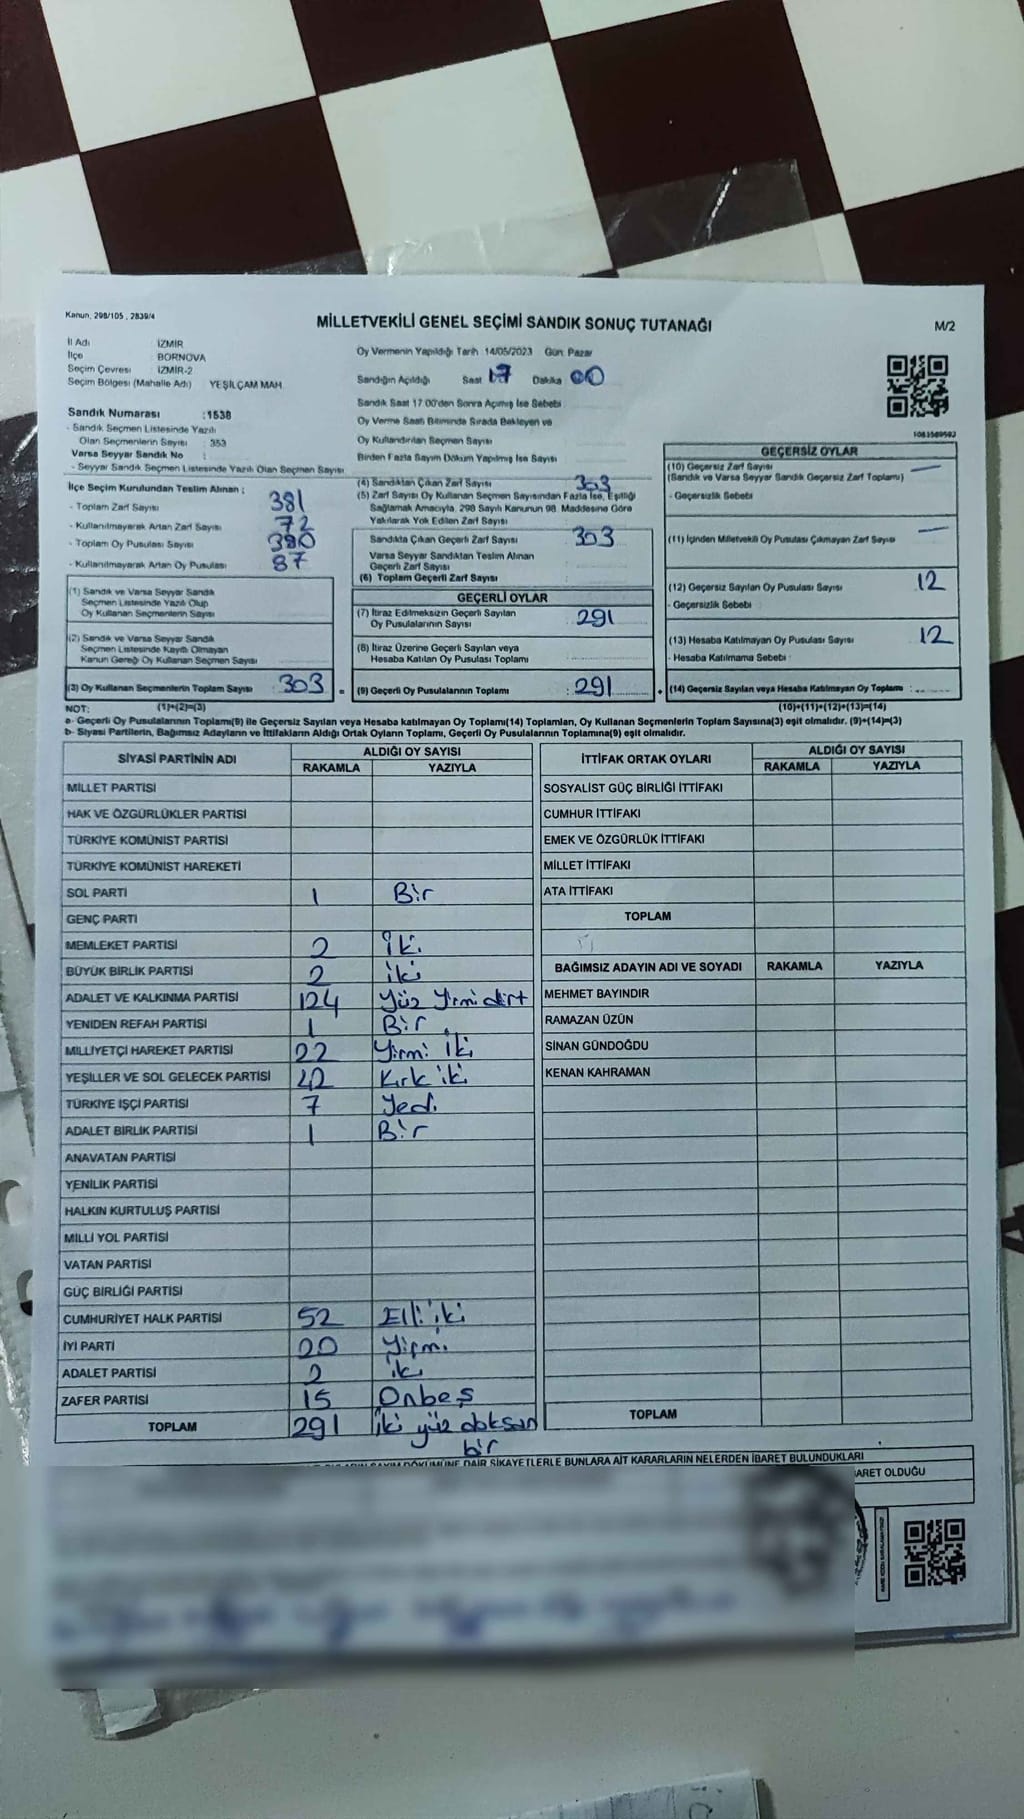 Kanun, 298/105 , 2839/4
MİLLETVEKİLİ GENEL SEÇİMİ SANDIK SONUÇ TUTANAĞI
M/2
İl Adı : İZMİR
İlçe : BORNOVA
Seçim Çevresi : İZMİR-2
Seçim Bölgesi (Mahalle Adı) YEŞİLÇAM MAH.
Sandık Numarası : 1538
- Sandık Seçmen Listesinde Yazılı
Olan Seçmenlerin Sayısı : 353
Varsa Seyyar Sandık No :
- Seyyar Sandık Seçmen Listesinde Yazılı Olan Seçmen Sayısı
Oy Vermenin Yapıldığı Tarih 14/05/2023 Gün: Pazar
Sandığın Açıldığı Saat 17 Dakika 00
Sandık Saat 17.00'den Sonra Açılmış İse Sebebi
Oy Verme Saati Bitiminde Sırada Bekleyen ve
Oy Kullandırılan Seçmen Sayısı
Birden Fazla Sayım Döküm Yapılmış İse Sayısı
İlçe Seçim Kurulundan Teslim Alınan ;
- Toplam Zarf Sayısı 381
- Kullanılmayarak Artan Zarf Sayısı 72
- Toplam Oy Pusulası Sayısı 390
- Kullanılmayarak Artan Oy Pusulası 87
(1) Sandık ve Varsa Seyyar Sandık
Seçmen Listesinde Yazılı Olup
Oy Kullanan Seçmenlerin Sayısı
(2) Sandık ve Varsa Seyyar Sandık
Seçmen Listesinde Kayıtlı Olmayan
Kanun Gereği Oy Kullanan Seçmen Sayısı
(3) Oy Kullanan Seçmenlerin Toplam Sayısı : 303
(4) Sandıktan Çıkan Zarf Sayısı 303
(5) Zarf Sayısı Oy Kullanan Seçmen Sayısından Fazla İse, Eşitliği
Sağlamak Amacıyla, 298 Sayılı Kanunun 98. Maddesine Göre
Yakılarak Yok Edilen Zarf Sayısı
Sandıkta Çıkan Geçerli Zarf Sayısı : 303
Varsa Seyyar Sandıktan Teslim Alınan
Geçerli Zarf Sayısı
(6) Toplam Geçerli Zarf Sayısı
GEÇERLİ OYLAR
(7) İtiraz Edilmeksizin Geçerli Sayılan
Oy Pusulalarının Sayısı 291
(8) İtiraz Üzerine Geçerli Sayılan veya
Hesaba Katılan Oy Pusulası Toplamı
(9) Geçerli Oy Pusulalarının Toplamı : 291
GEÇERSİZ OYLAR
(10) Geçersiz Zarf Sayısı —
(Sandık ve Varsa Seyyar Sandık Geçersiz Zarf Toplamı)
- Geçersizlik Sebebi
(11) İçinden Milletvekili Oy Pusulası Çıkmayan Zarf Sayısı —
(12) Geçersiz Sayılan Oy Pusulası Sayısı 12
- Geçersizlik Sebebi :
(13) Hesaba Katılmayan Oy Pusulası Sayısı 12
- Hesaba Katılmama Sebebi :
(14) Geçersiz Sayılan veya Hesaba Katılmayan Oy Toplamı :
NOT: (1)+(2)=(3) (10)+(11)+(12)+(13)=(14)
a- Geçerli Oy Pusulalarının Toplamı(9) ile Geçersiz Sayılan veya Hesaba katılmayan Oy Toplamı(14) Toplamları, Oy Kullanan Seçmenlerin Toplam Sayısına(3) eşit olmalıdır. (9)+(14)=(3)
b- Siyasi Partilerin, Bağımsız Adayların ve İttifakların Aldığı Ortak Oyların Toplamı, Geçerli Oy Pusulalarının Toplamına(9) eşit olmalıdır.
SİYASİ PARTİNİN ADI ALDIĞI OY SAYISI
RAKAMLA YAZIYLA
MİLLET PARTİSİ
HAK VE ÖZGÜRLÜKLER PARTİSİ
TÜRKİYE KOMÜNİST PARTİSİ
TÜRKİYE KOMÜNİST HAREKETİ
SOL PARTİ 1 Bir
GENÇ PARTİ
MEMLEKET PARTİSİ 2 İki
BÜYÜK BİRLİK PARTİSİ 2 iki
ADALET VE KALKINMA PARTİSİ 124 Yüz Yirmi dört
YENİDEN REFAH PARTİSİ 1 Bir
MİLLİYETÇİ HAREKET PARTİSİ 22 Yirmi İki
YEŞİLLER VE SOL GELECEK PARTİSİ 42 Kırk iki
TÜRKİYE İŞÇİ PARTİSİ 7 Yedi
ADALET BİRLİK PARTİSİ 1 Bir
ANAVATAN PARTİSİ
YENİLİK PARTİSİ
HALKIN KURTULUŞ PARTİSİ
MİLLİ YOL PARTİSİ
VATAN PARTİSİ
GÜÇ BİRLİĞİ PARTİSİ
CUMHURİYET HALK PARTİSİ 52 Elli iki
İYİ PARTİ 20 Yirmi
ADALET PARTİSİ 2 iki
ZAFER PARTİSİ 15 Onbeş
TOPLAM 291 İki yüz doksan
bir
İTTİFAK ORTAK OYLARI ALDIĞI OY SAYISI
RAKAMLA YAZIYLA
SOSYALİST GÜÇ BİRLİĞİ İTTİFAKI
CUMHUR İTTİFAKI
EMEK VE ÖZGÜRLÜK İTTİFAKI
MİLLET İTTİFAKI
ATA İTTİFAKI
TOPLAM
BAĞIMSIZ ADAYIN ADI VE SOYADI RAKAMLA YAZIYLA
MEHMET BAYINDIR
RAMAZAN ÜZÜN
SİNAN GÜNDOĞDU
KENAN KAHRAMAN
TOPLAM
DÖKÜMÜNE DAİR ŞİKAYETLERLE BUNLARA AİT KARARLARIN NELERDEN İBARET BULUNDUKLARI
İBARET OLDUĞU